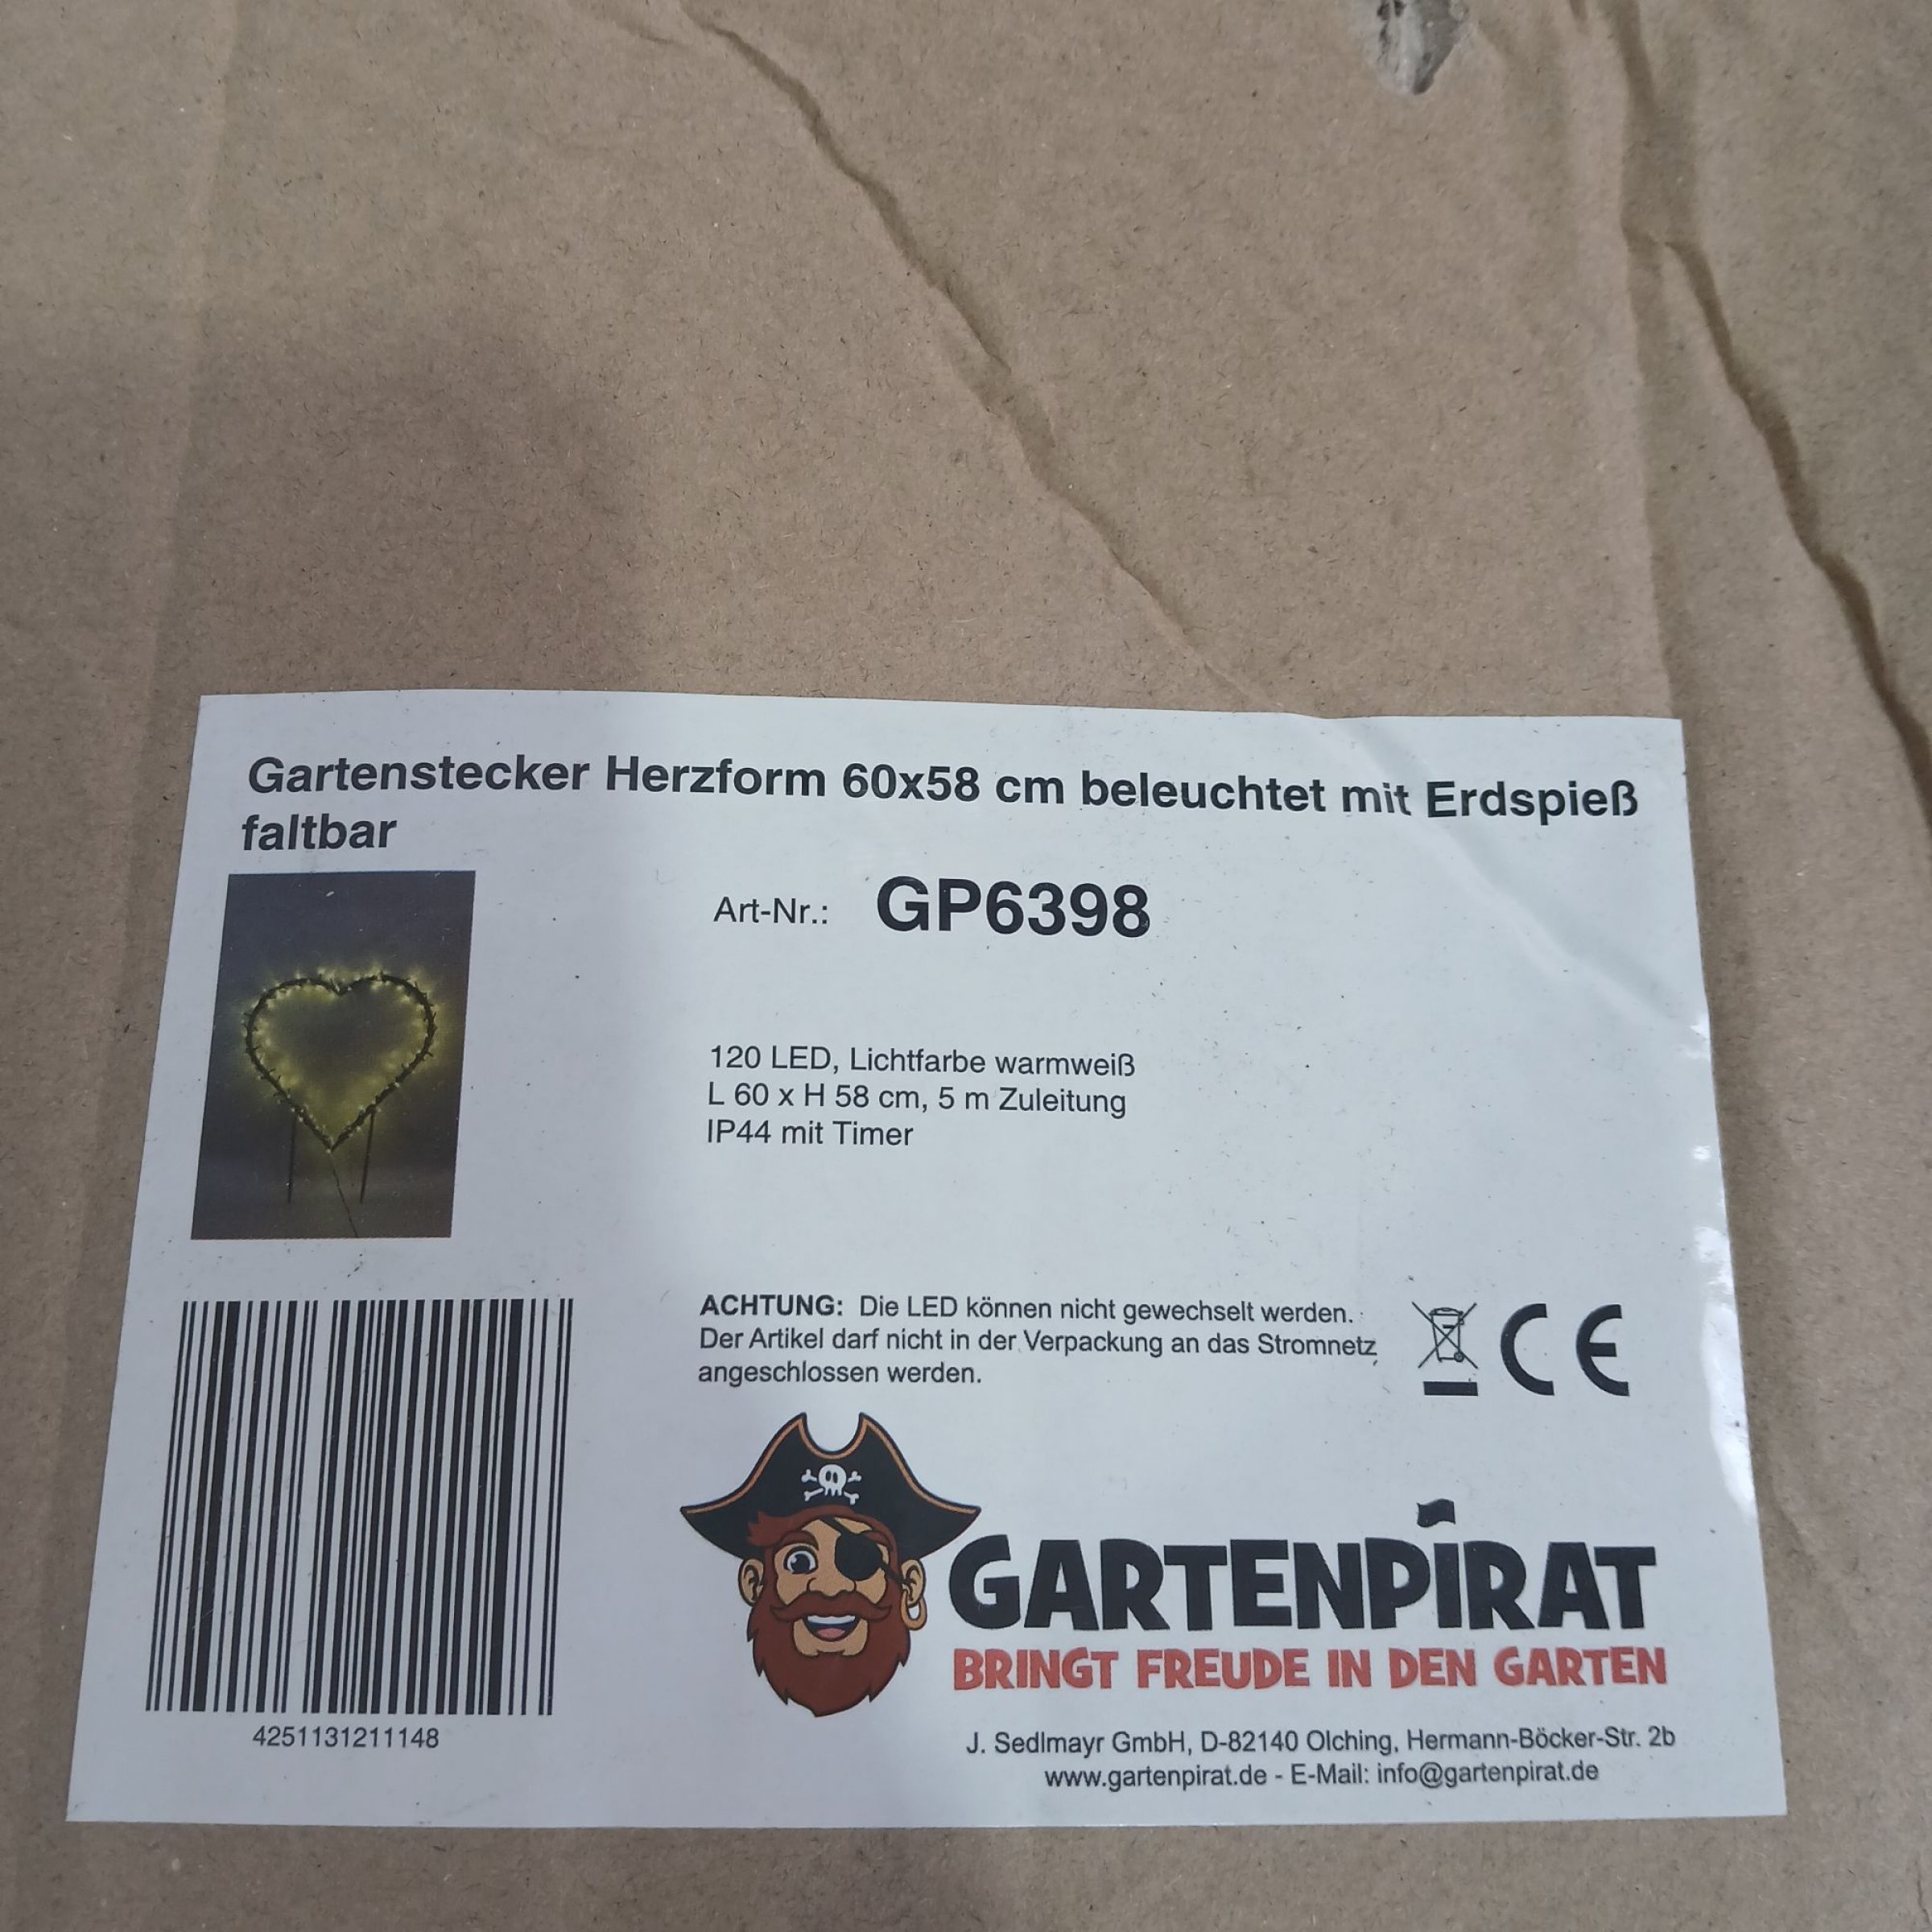 Gartenstecker Herzform 60x58 cm beleuchtet mit Erdspieß
faltbar
Art-Nr.: GP6398
120 LED, Lichtfarbe warmweiß
L 60 x H 58 cm, 5 m Zuleitung
IP44 mit Timer
ACHTUNG: Die LED können nicht gewechselt werden.
Der Artikel darf nicht in der Verpackung an das Stromnetz
angeschlossen werden.
CE
4251131211148
GARTENPIRAT
BRINGT FREUDE IN DEN GARTEN
J. Sedlmayr GmbH, D-82140 Olching, Hermann-Böcker-Str. 2b
www.gartenpirat.de - E-Mail: info@gartenpirat.de